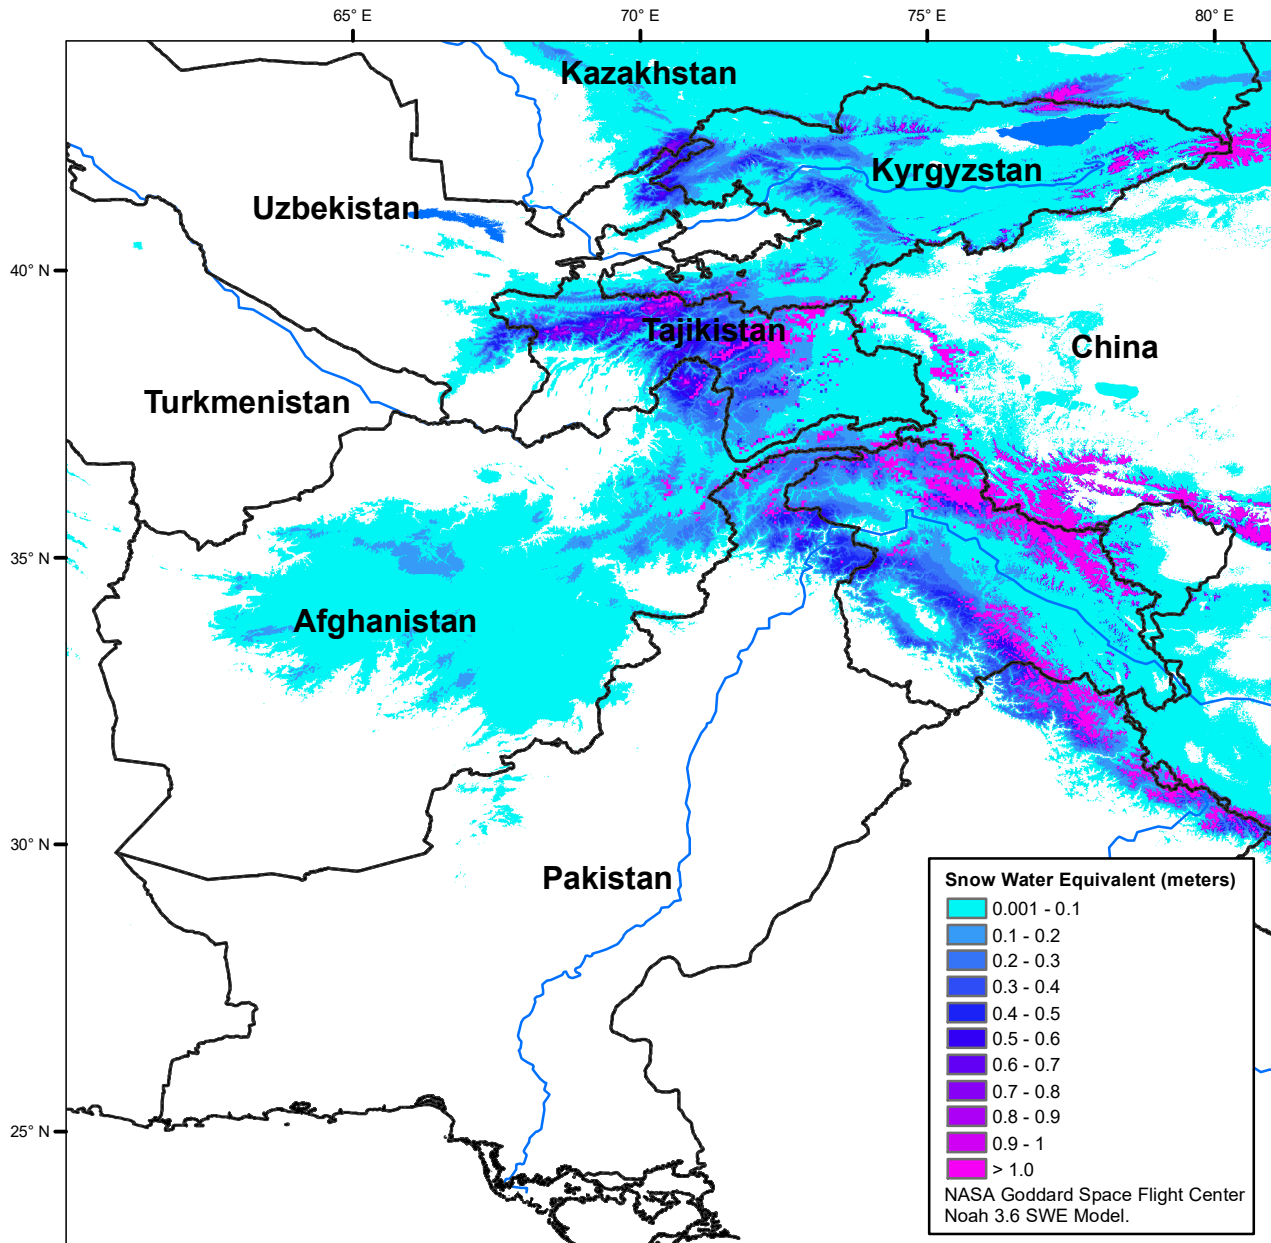 65° E
70° E
75° E
80° E
Kazakhstan
Kyrgyzstan
Uzbekistan
40° N
Tajikistan
China
Turkmenistan
35° N
Afghanistan
30° N
Pakistan
25° N
Snow Water Equivalent (meters)
0.001 - 0.1
0.1 - 0.2
0.2 - 0.3
0.3 - 0.4
0.4 - 0.5
0.5 - 0.6
0.6 - 0.7
0.7 - 0.8
0.8 - 0.9
0.9 - 1
> 1.0
NASA Goddard Space Flight Center
Noah 3.6 SWE Model.